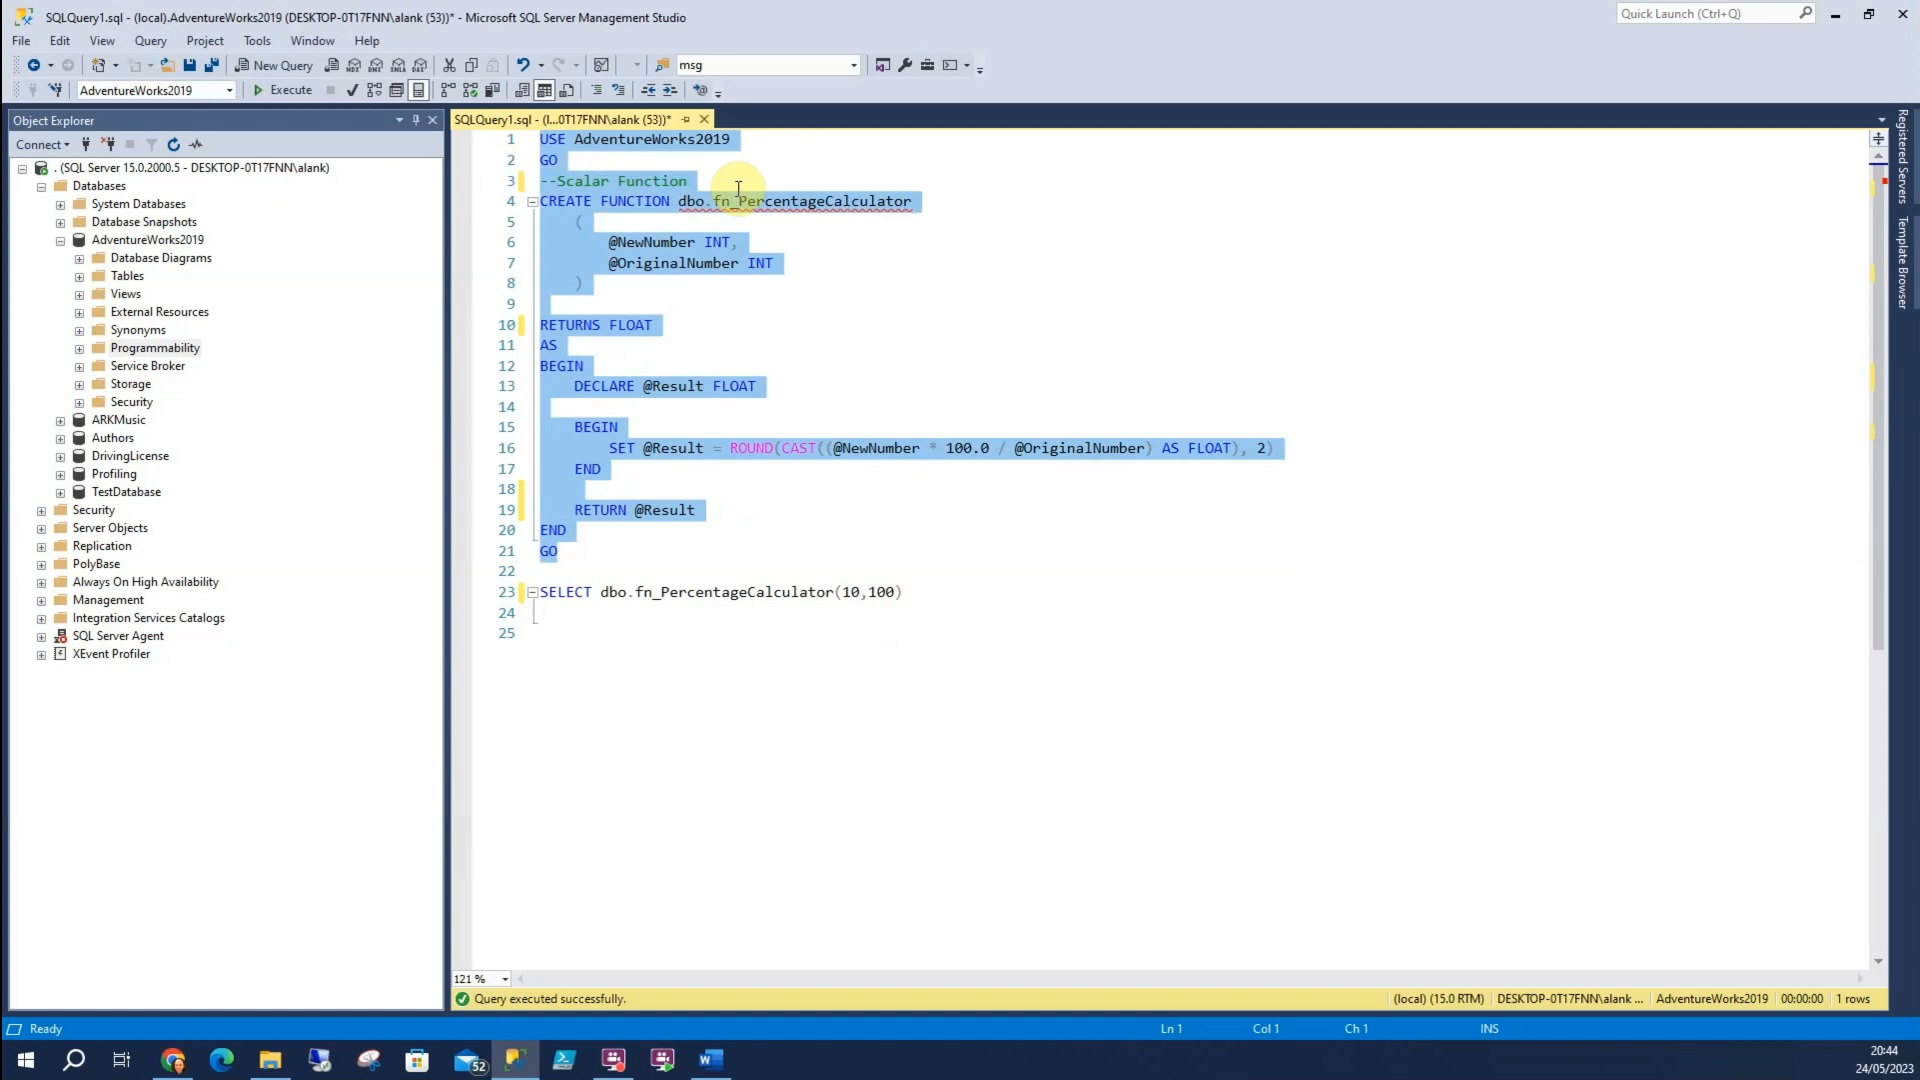 SQLQuery1.sql - (local).AdventureWorks2019 (DESKTOP-0T17FNN\alank (53))* - Microsoft SQL Server Management Studio
Quick Launch (Ctrl+Q)
File Edit View Query Project Tools Window Help
New Query
msg
AdventureWorks2019
Execute
Object Explorer
Connect
. (SQL Server 15.0.2000.5 - DESKTOP-0T17FNN\alank)
Databases
System Databases
Database Snapshots
AdventureWorks2019
Database Diagrams
Tables
Views
External Resources
Synonyms
Programmability
Service Broker
Storage
Security
ARKMusic
Authors
DrivingLicense
Profiling
TestDatabase
Security
Server Objects
Replication
PolyBase
Always On High Availability
Management
Integration Services Catalogs
SQL Server Agent
XEvent Profiler
SQLQuery1.sql - (l...0T17FNN\alank (53))*
1 USE AdventureWorks2019
2 GO
3 --Scalar Function
4 CREATE FUNCTION dbo.fn_PercentageCalculator
5 (
6 @NewNumber INT,
7 @OriginalNumber INT
8 )
9
10 RETURNS FLOAT
11 AS
12 BEGIN
13 DECLARE @Result FLOAT
14
15 BEGIN
16 SET @Result = ROUND(CAST((@NewNumber * 100.0 / @OriginalNumber) AS FLOAT), 2)
17 END
18
19 RETURN @Result
20 END
21 GO
22
23 SELECT dbo.fn_PercentageCalculator(10,100)
24
25
121 %
Query executed successfully.
(local) (15.0 RTM) DESKTOP-0T17FNN\alank ... AdventureWorks2019 00:00:00 1 rows
Ready
Ln 1 Col 1 Ch 1 INS
Registered Servers
Template Browser
52
20:44
24/05/2023